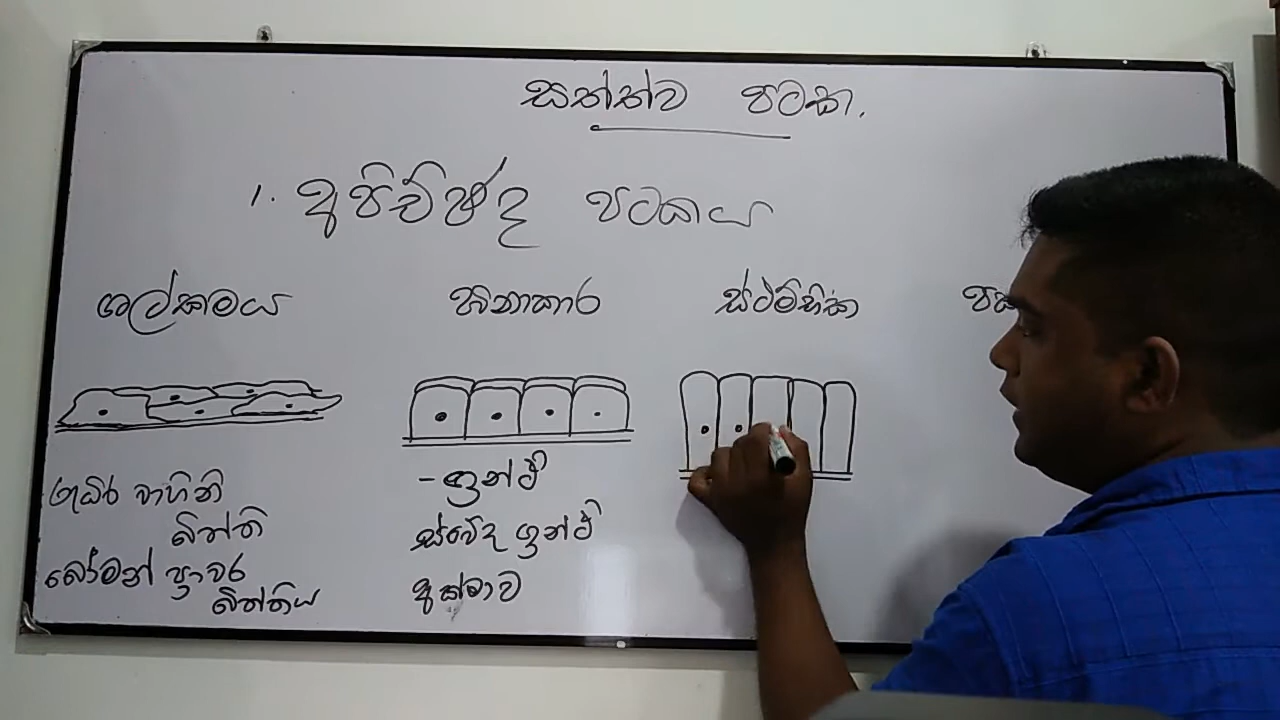 සත්ත්ව පටක.
1. අපිච්ඡද පටකය
ශල්කමය
ඝනාකාර
ස්ථම්භික
රුධිර වාහිනි
බිත්ති
බෝමන් ප්‍රාවර
බිත්තිය
- ග්‍රන්ථි
ස්වේද ග්‍රන්ථි
අක්මාව